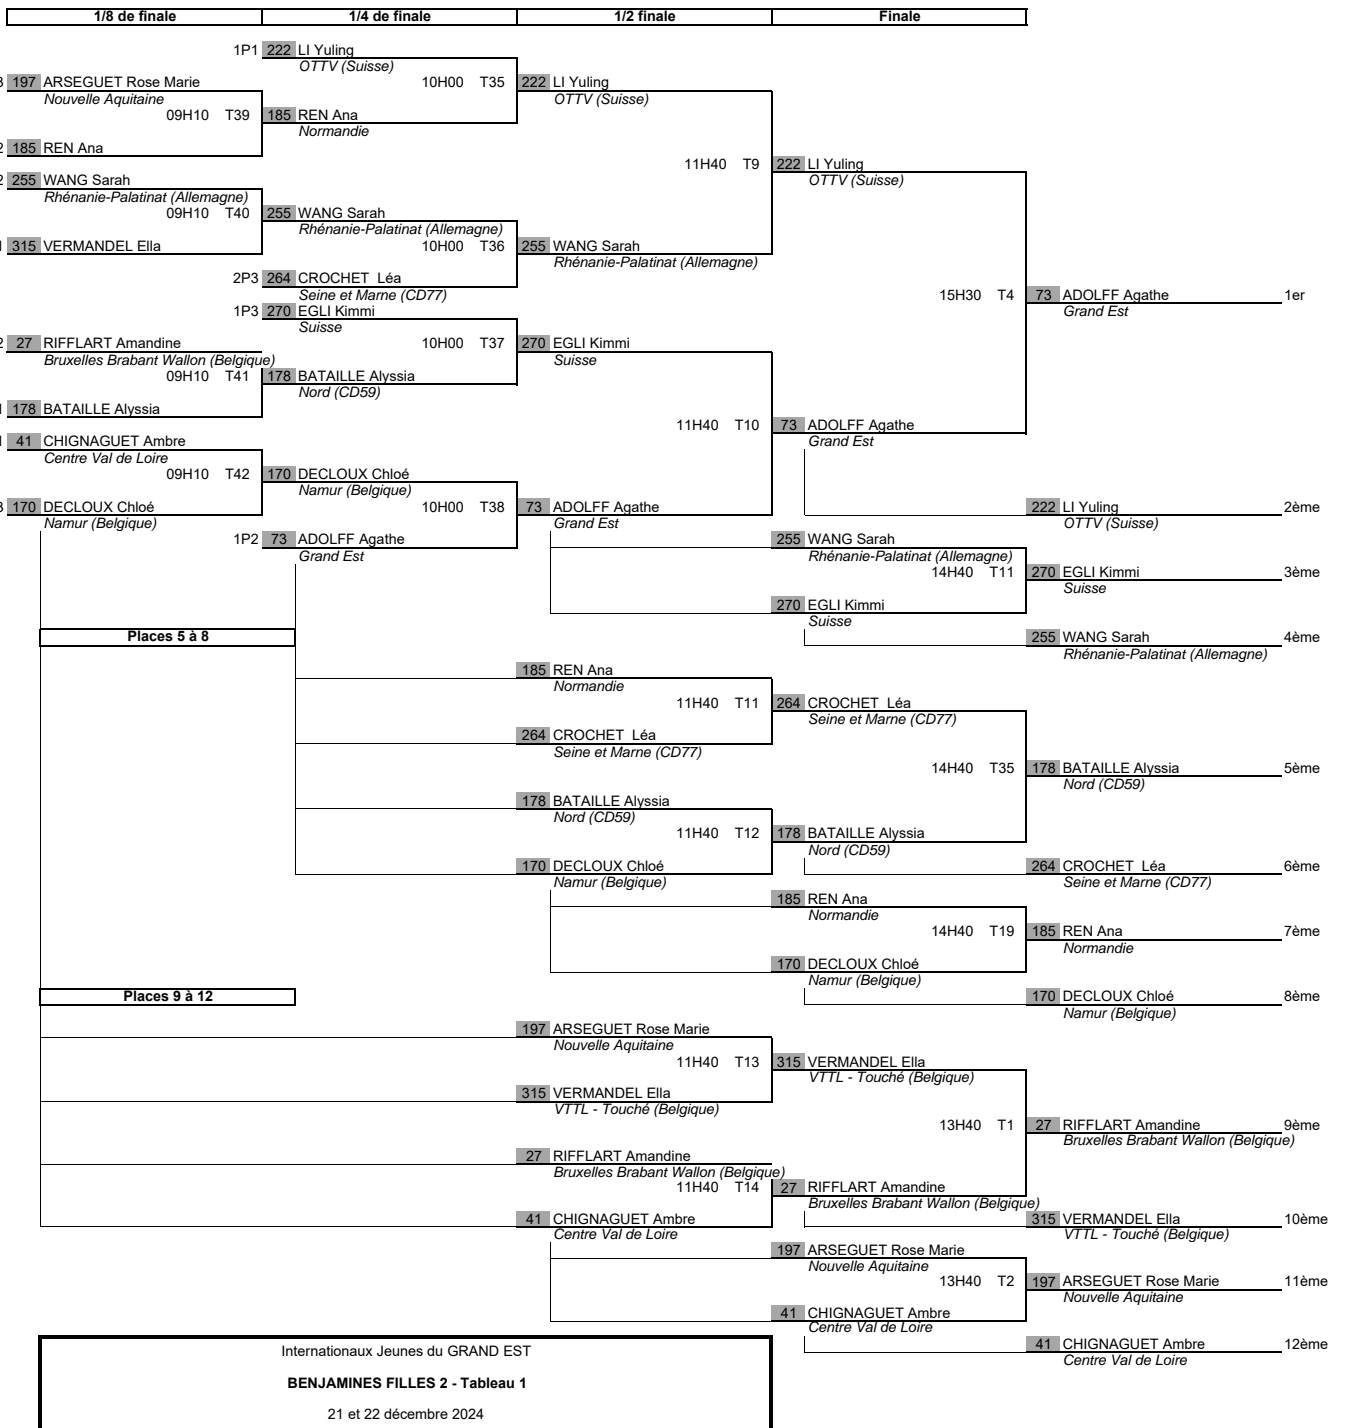 1/8 de finale 1/4 de finale 1/2 finale Finale
1P1 222 LI Yuling
OTTV (Suisse)
3 197 ARSEGUET Rose Marie 10H00 T35 222 LI Yuling
Nouvelle Aquitaine OTTV (Suisse)
09H10 T39 185 REN Ana
Normandie
2 185 REN Ana
11H40 T9 222 LI Yuling
2 255 WANG Sarah OTTV (Suisse)
Rhénanie-Palatinat (Allemagne)
09H10 T40 255 WANG Sarah
Rhénanie-Palatinat (Allemagne)
1 315 VERMANDEL Ella 10H00 T36 255 WANG Sarah
Rhénanie-Palatinat (Allemagne)
2P3 264 CROCHET Léa
Seine et Marne (CD77) 15H30 T4 73 ADOLFF Agathe 1er
1P3 270 EGLI Kimmi Grand Est
Suisse
2 27 RIFFLART Amandine 10H00 T37 270 EGLI Kimmi
Bruxelles Brabant Wallon (Belgique) Suisse
09H10 T41 178 BATAILLE Alyssia
Nord (CD59)
1 178 BATAILLE Alyssia
11H40 T10 73 ADOLFF Agathe
1 41 CHIGNAGUET Ambre Grand Est
Centre Val de Loire
09H10 T42 170 DECLOUX Chloé
Namur (Belgique)
3 170 DECLOUX Chloé 10H00 T38 73 ADOLFF Agathe 222 LI Yuling 2ème
Namur (Belgique) Grand Est OTTV (Suisse)
1P2 73 ADOLFF Agathe 255 WANG Sarah
Grand Est Rhénanie-Palatinat (Allemagne)
14H40 T11 270 EGLI Kimmi 3ème
Suisse
270 EGLI Kimmi
Suisse
Places 5 à 8 255 WANG Sarah 4ème
Rhénanie-Palatinat (Allemagne)
185 REN Ana
Normandie
11H40 T11 264 CROCHET Léa
Seine et Marne (CD77)
264 CROCHET Léa
Seine et Marne (CD77)
14H40 T35 178 BATAILLE Alyssia 5ème
Nord (CD59)
178 BATAILLE Alyssia
Nord (CD59)
11H40 T12 178 BATAILLE Alyssia
Nord (CD59)
170 DECLOUX Chloé 264 CROCHET Léa 6ème
Namur (Belgique) Seine et Marne (CD77)
185 REN Ana
Normandie
14H40 T19 185 REN Ana 7ème
Normandie
170 DECLOUX Chloé
Namur (Belgique)
Places 9 à 12 170 DECLOUX Chloé 8ème
Namur (Belgique)
197 ARSEGUET Rose Marie
Nouvelle Aquitaine
11H40 T13 315 VERMANDEL Ella
VTTL - Touché (Belgique)
315 VERMANDEL Ella
VTTL - Touché (Belgique)
13H40 T1 27 RIFFLART Amandine 9ème
Bruxelles Brabant Wallon (Belgique)
27 RIFFLART Amandine
Bruxelles Brabant Wallon (Belgique)
11H40 T14 27 RIFFLART Amandine
Bruxelles Brabant Wallon (Belgique)
41 CHIGNAGUET Ambre 315 VERMANDEL Ella 10ème
Centre Val de Loire VTTL - Touché (Belgique)
197 ARSEGUET Rose Marie
Nouvelle Aquitaine
13H40 T2 197 ARSEGUET Rose Marie 11ème
Nouvelle Aquitaine
41 CHIGNAGUET Ambre
Centre Val de Loire
41 CHIGNAGUET Ambre 12ème
Centre Val de Loire
Internationaux Jeunes du GRAND EST
BENJAMINES FILLES 2 - Tableau 1
21 et 22 décembre 2024